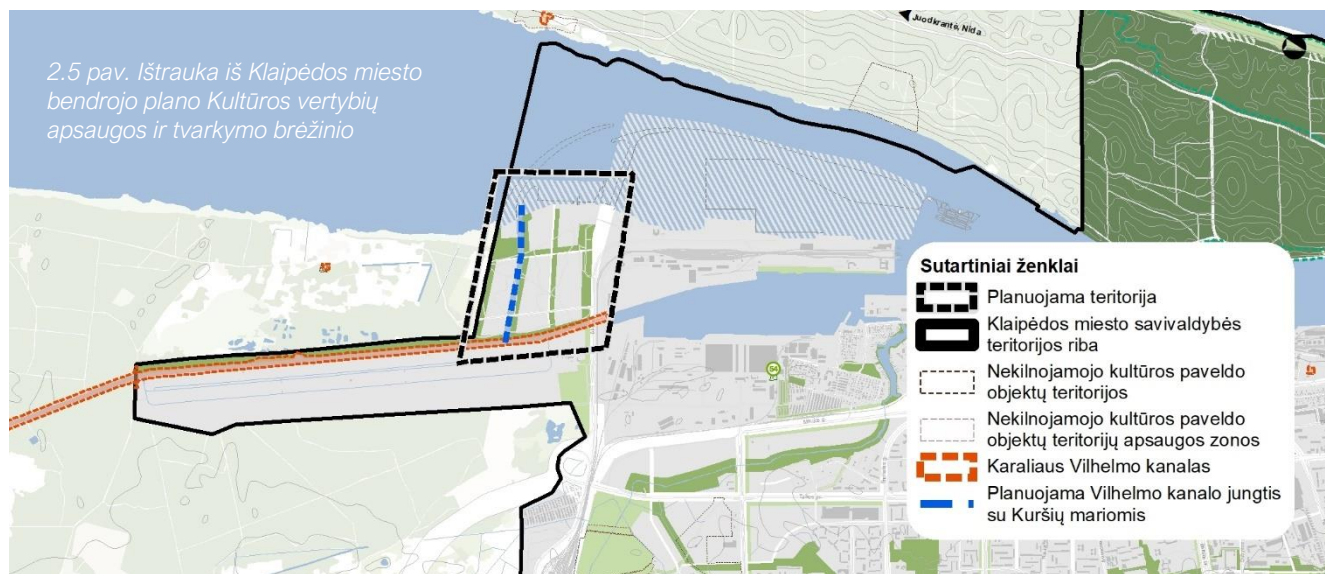 2.5 pav. Ištrauka iš Klaipėdos miesto
bendrojo plano Kultūros vertybių
apsaugos ir tvarkymo brėžinio
Juodkrantė, Nida
54
Sutartiniai ženklai
Planuojama teritorija
Klaipėdos miesto savivaldybės
teritorijos riba
Nekilnojamojo kultūros paveldo
objektų teritorijos
Nekilnojamojo kultūros paveldo
objektų teritorijų apsaugos zonos
Karaliaus Vilhelmo kanalas
Planuojama Vilhelmo kanalo jungtis
su Kuršių mariomis